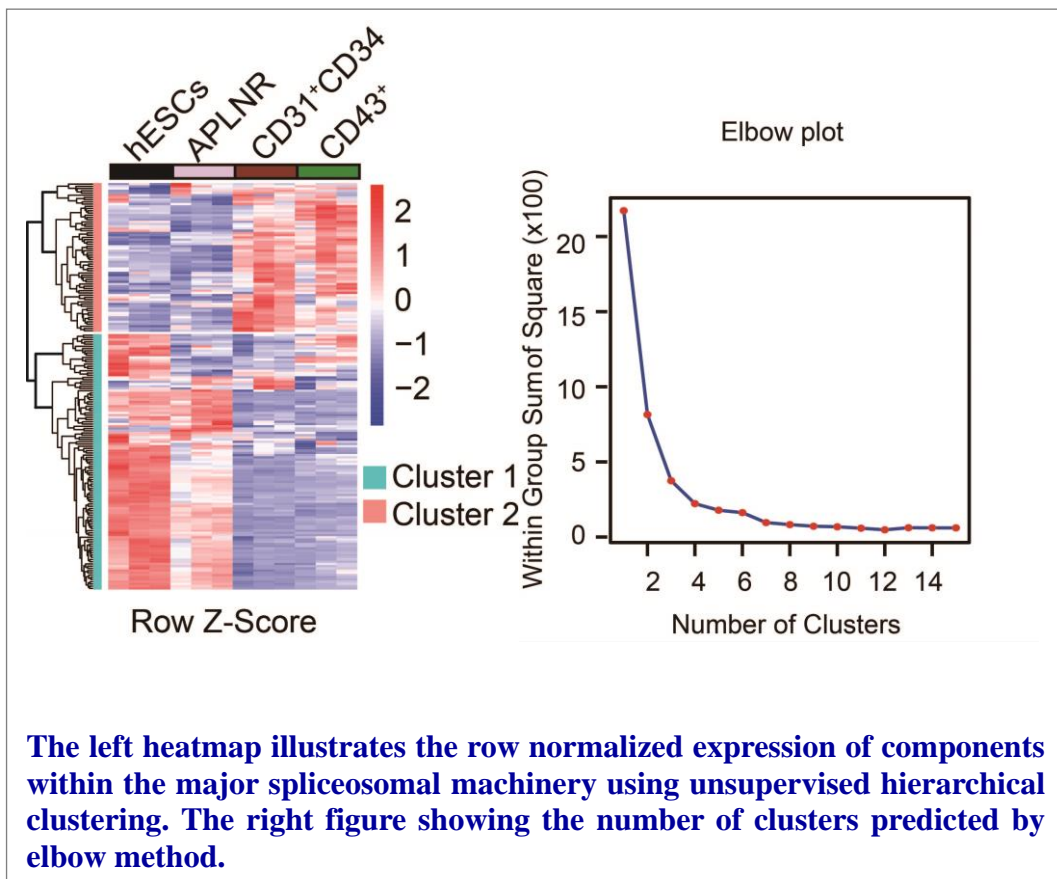 hESCs
APLNR
CD31⁺CD34
CD43⁺
2
1
0
−1
−2
Cluster 1
Cluster 2
Row Z-Score
Elbow plot
Within Group Sumof Square (x100)
20
15
10
5
0
2 4 6 8 10 12 14
Number of Clusters
The left heatmap illustrates the row normalized expression of components
within the major spliceosomal machinery using unsupervised hierarchical
clustering. The right figure showing the number of clusters predicted by
elbow method.